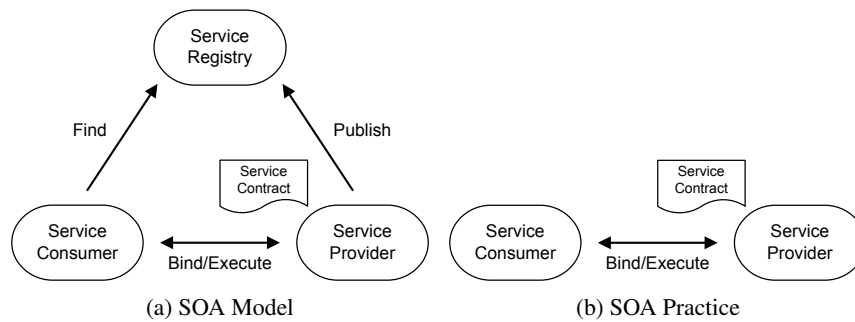 Service
Registry
Find
Publish
Service
Contract
Service
Consumer
Bind/Execute
Service
Provider
(a) SOA Model
Service
Contract
Service
Consumer
Bind/Execute
Service
Provider
(b) SOA Practice